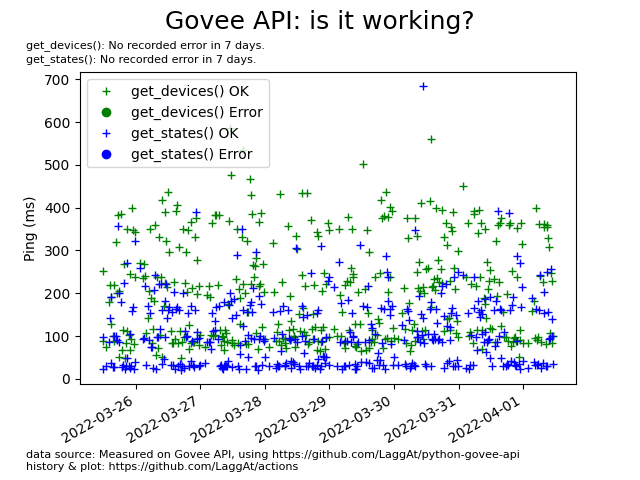 Govee API: is it working?
get_devices(): No recorded error in 7 days.
get_states(): No recorded error in 7 days.
get_devices() OK
get_devices() Error
get_states() OK
get_states() Error
Ping (ms)
700
600
500
400
300
200
100
0
2022-03-26
2022-03-27
2022-03-28
2022-03-29
2022-03-30
2022-03-31
2022-04-01
data source: Measured on Govee API, using https://github.com/LaggAt/python-govee-api
history & plot: https://github.com/LaggAt/actions